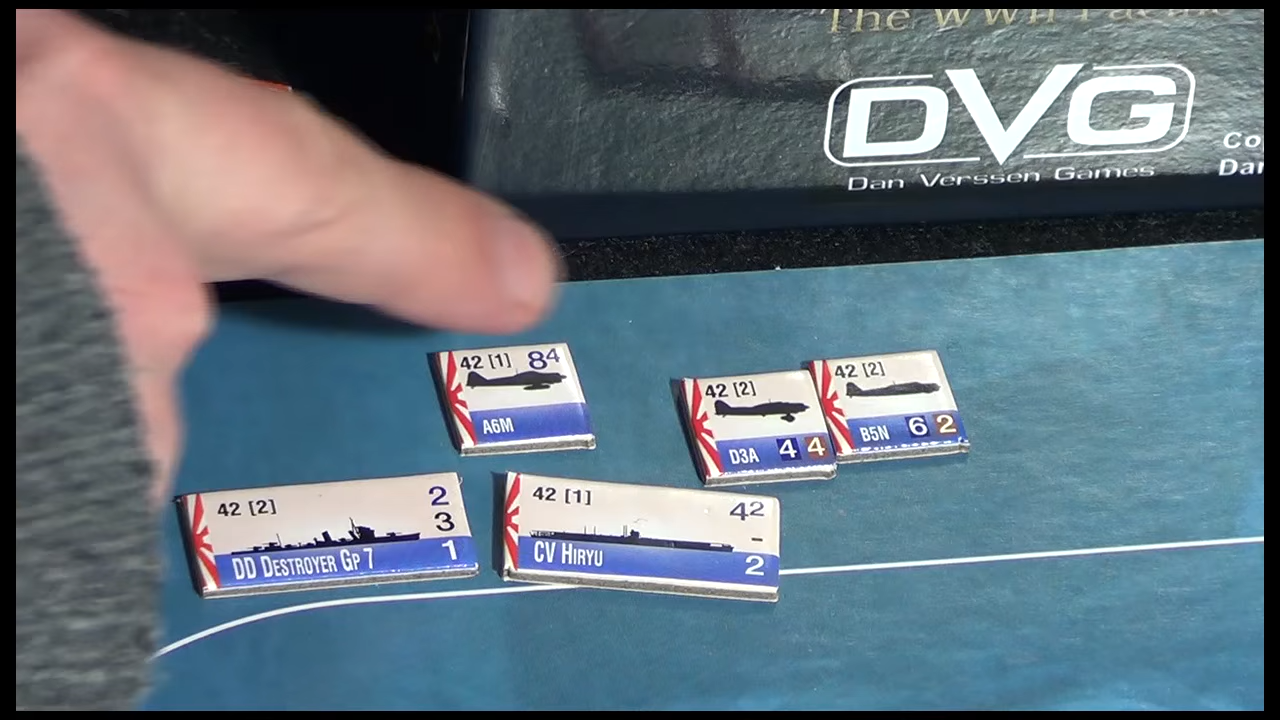 The WWII Pacific
DVG
Dan Verssen Games
Co
Dan
42 [1] 84
A6M
42 [2]
D3A 4 4
42 [2]
B5N 6 2
42 [2] 2
3
DD DESTROYER GP 7 1
42 [1] 42
-
CV HIRYU 2